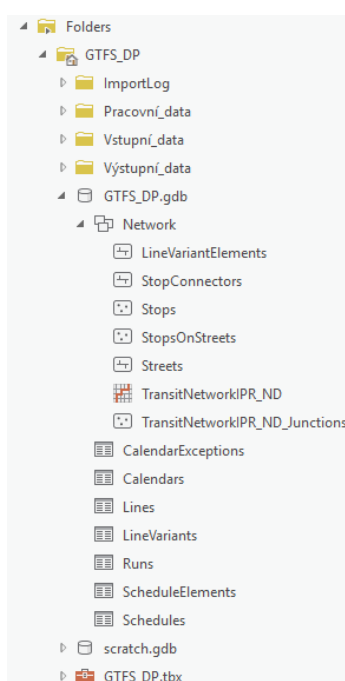 Folders
GTFS_DP
ImportLog
Pracovní_data
Vstupní_data
Výstupní_data
GTFS_DP.gdb
Network
LineVariantElements
StopConnectors
Stops
StopsOnStreets
Streets
TransitNetworkIPR_ND
TransitNetworkIPR_ND_Junctions
CalendarExceptions
Calendars
Lines
LineVariants
Runs
ScheduleElements
Schedules
scratch.gdb
GTFS_DP.tbx